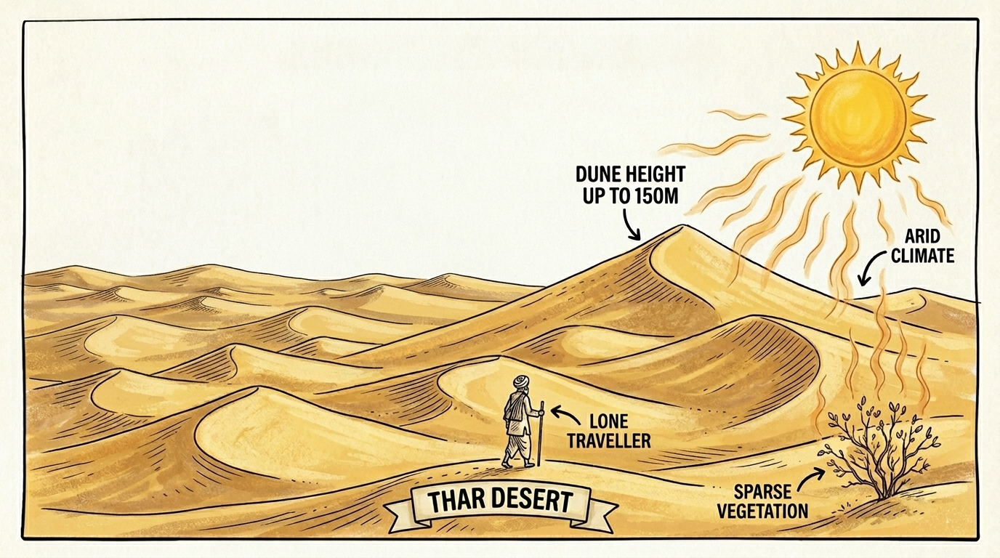 DUNE HEIGHT
UP TO 150M
ARID
CLIMATE
LONE
TRAVELLER
SPARSE
VEGETATION
THAR DESERT